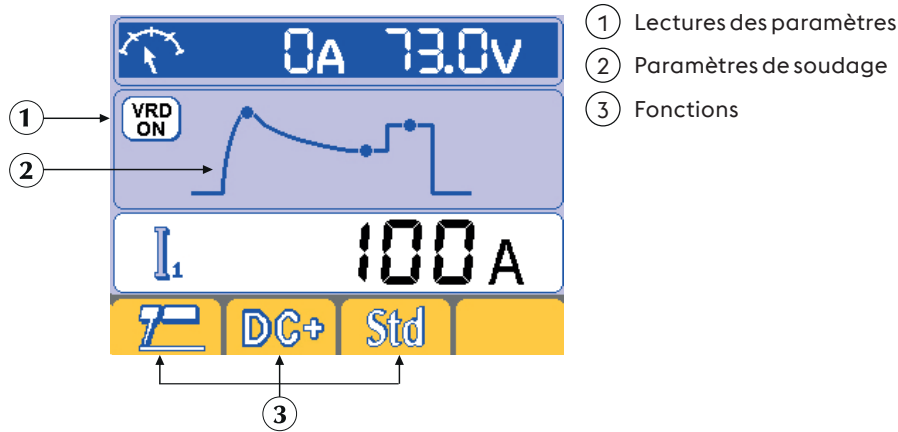 0A 73.0V
VRD
ON
I1 100 A
DC+ Std
1
2
3
1 Lectures des paramètres
2 Paramètres de soudage
3 Fonctions